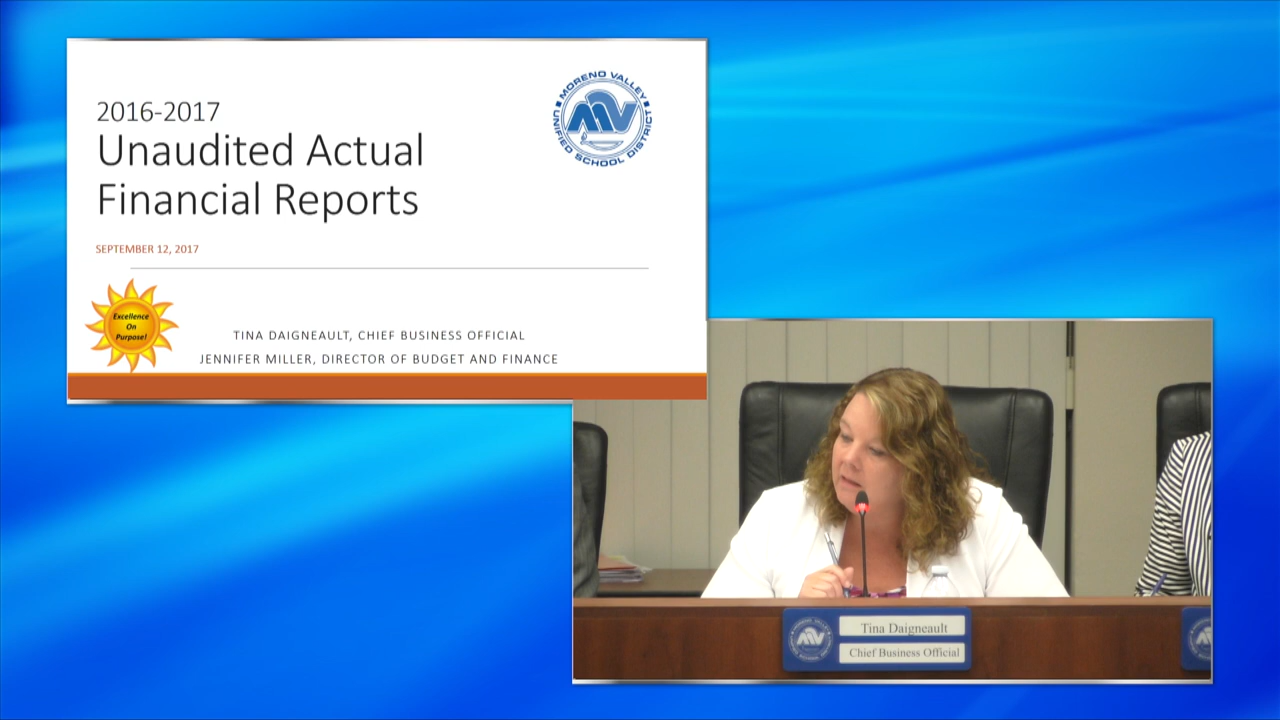 2016-2017
Unaudited Actual
Financial Reports
SEPTEMBER 12, 2017
MORENO VALLEY
UNIFIED SCHOOL DISTRICT
Excellence
On
Purpose!
TINA DAIGNEAULT, CHIEF BUSINESS OFFICIAL
JENNIFER MILLER, DIRECTOR OF BUDGET AND FINANCE
Tina Daigneault
Chief Business Official